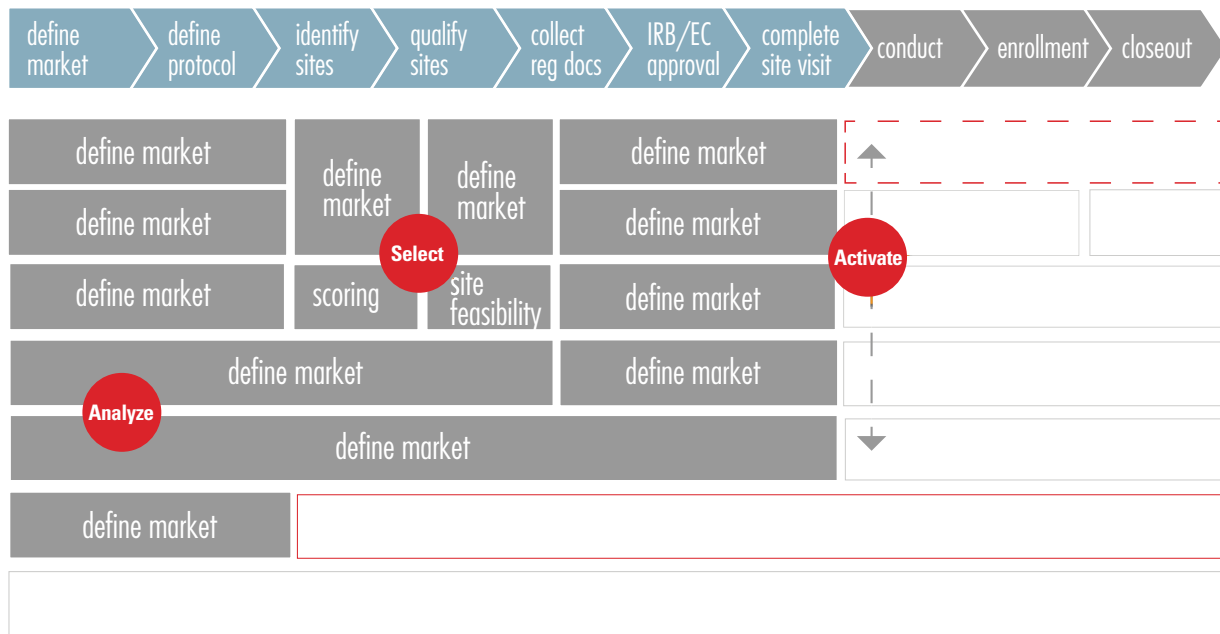 define
market
define
protocol
identify
sites
qualify
sites
collect
reg docs
IRB/EC
approval
complete
site visit
conduct
enrollment
closeout
define market
define
market
define
market
define market
define market
Select
define market
Activate
define market
scoring
site
feasibility
define market
define market
define market
Analyze
define market
define market